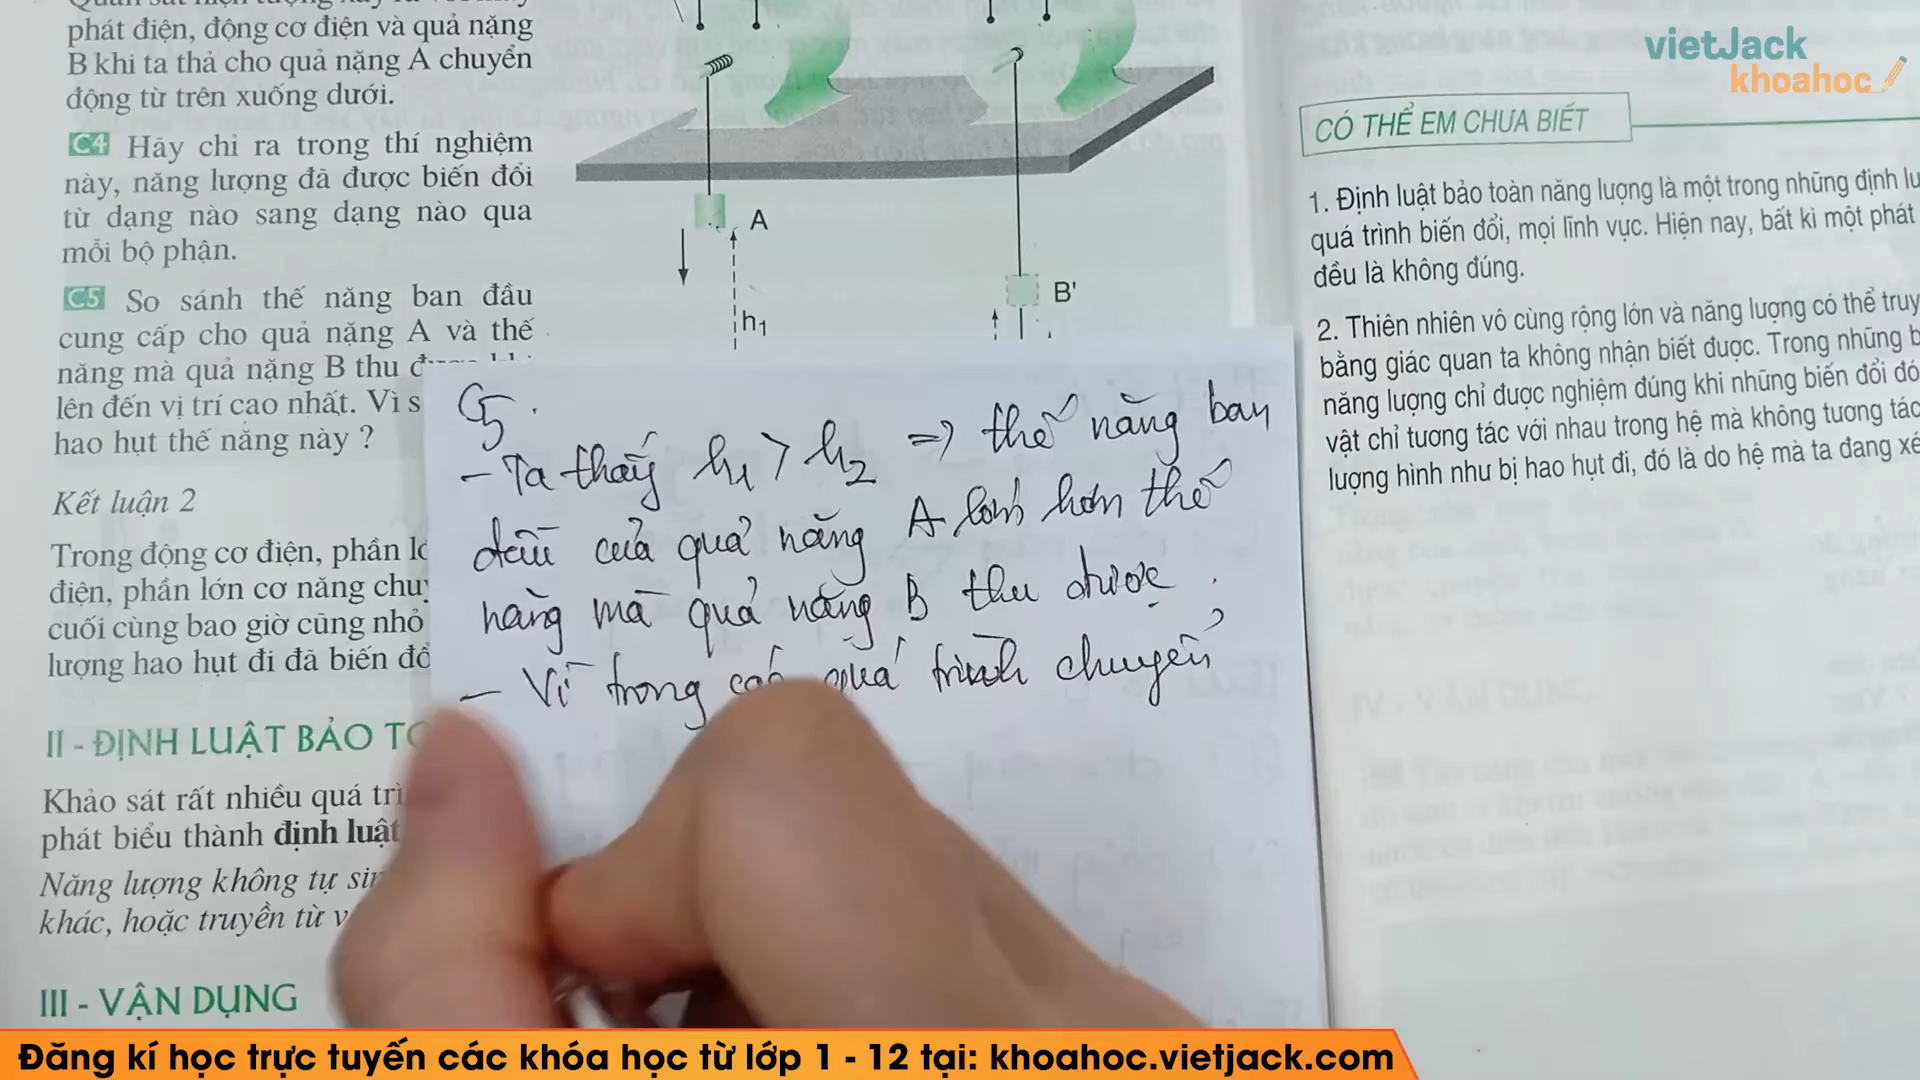 phát điện, động cơ điện và quả nặng
B khi ta thả cho quả nặng A chuyển
động từ trên xuống dưới.
C4 Hãy chỉ ra trong thí nghiệm
này, năng lượng đã được biến đổi
từ dạng nào sang dạng nào qua
mỗi bộ phận.
C5 So sánh thế năng ban đầu
cung cấp cho quả nặng A và thế
năng mà quả nặng B thu
lên đến vị trí cao nhất. Vì s
hao hụt thế năng này ?
Kết luận 2
Trong động cơ điện, phần l
điện, phần lớn cơ năng chuy
cuối cùng bao giờ cũng nhỏ
lượng hao hụt đi đã biến đổ
II - ĐỊNH LUẬT BẢO TO
Khảo sát rất nhiều quá trì
phát biểu thành định luật
Năng lượng không tự si
khác, hoặc truyền từ v
III - VẬN DỤNG
A
h1
B'
C5.
- Ta thấy h1 > h2 => thế năng ban
đầu của quả nặng A lớn hơn thế
năng mà quả nặng B thu được.
- Vì trong quá trình chuyển
vietJack
khoahoc
CÓ THỂ EM CHƯA BIẾT
1. Định luật bảo toàn năng lượng là một trong những định lu
quá trình biến đổi, mọi lĩnh vực. Hiện nay, bất kì một phát
đều là không đúng.
2. Thiên nhiên vô cùng rộng lớn và năng lượng có thể truy
bằng giác quan ta không nhận biết được. Trong những b
năng lượng chỉ được nghiệm đúng khi những biến đổi đó
vật chỉ tương tác với nhau trong hệ mà không tương tác
lượng hình như bị hao hụt đi, đó là do hệ mà ta đang xé
Đăng kí học trực tuyến các khóa học từ lớp 1 - 12 tại: khoahoc.vietjack.com